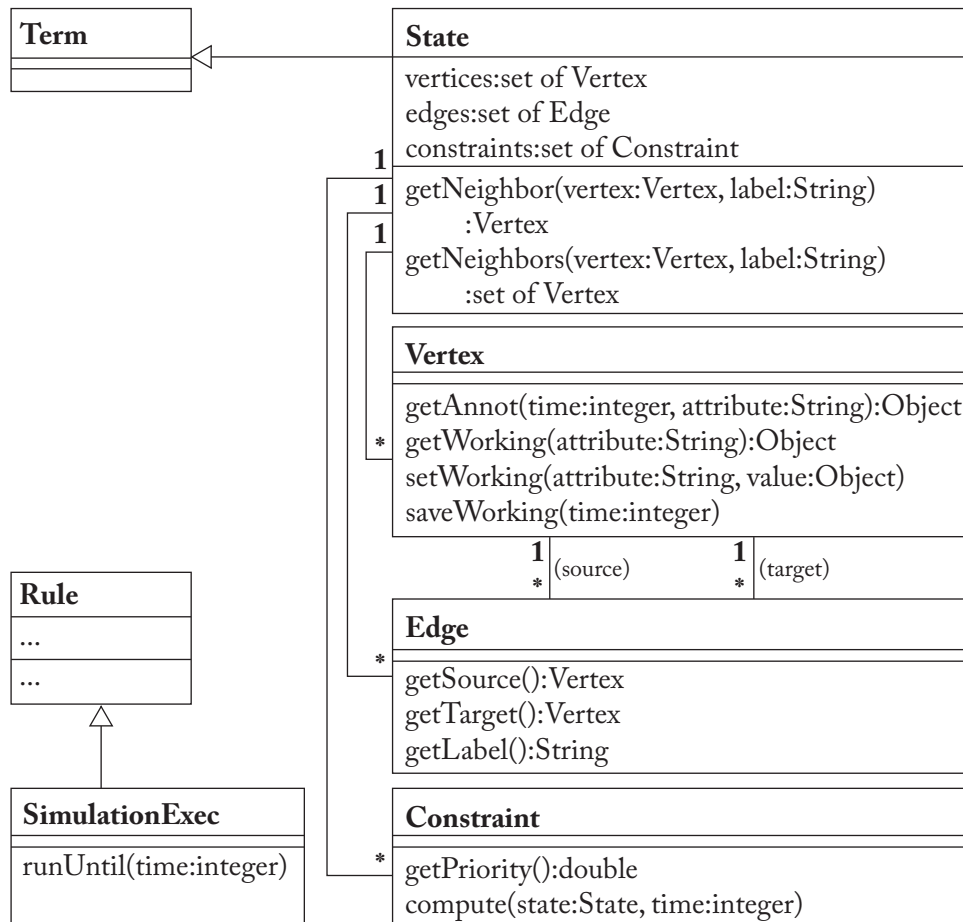 Term
State
vertices:set of Vertex
edges:set of Edge
constraints:set of Constraint
1
getNeighbor(vertex:Vertex, label:String)
1
:Vertex
1
getNeighbors(vertex:Vertex, label:String)
:set of Vertex
Vertex
getAnnot(time:integer, attribute:String):Object
* getWorking(attribute:String):Object
setWorking(attribute:String, value:Object)
saveWorking(time:integer)
1 1
(source) (target)
* *
Rule
...
...
Edge
*
getSource():Vertex
getTarget():Vertex
getLabel():String
SimulationExec
runUntil(time:integer)
Constraint
*
getPriority():double
compute(state:State, time:integer)